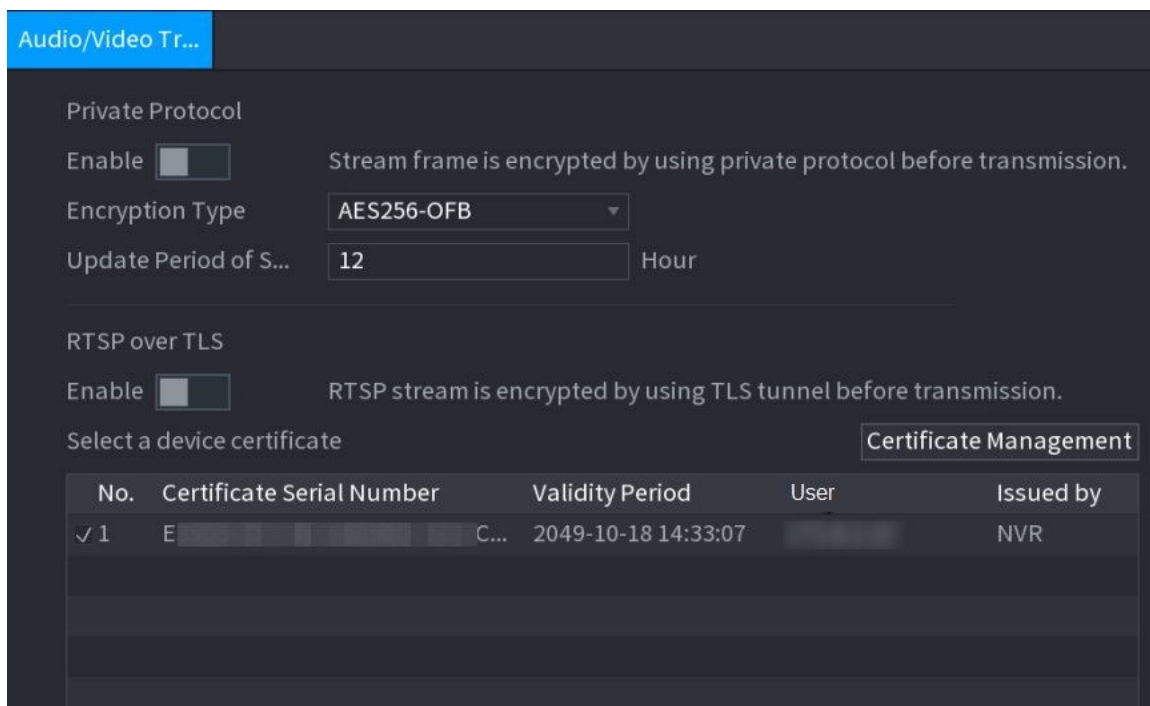 Audio/Video Tr...
Private Protocol
Enable Stream frame is encrypted by using private protocol before transmission.
Encryption Type AES256-OFB
Update Period of S... 12 Hour
RTSP over TLS
Enable RTSP stream is encrypted by using TLS tunnel before transmission.
Select a device certificate Certificate Management
No. Certificate Serial Number Validity Period User Issued by
1 E C... 2049-10-18 14:33:07 NVR